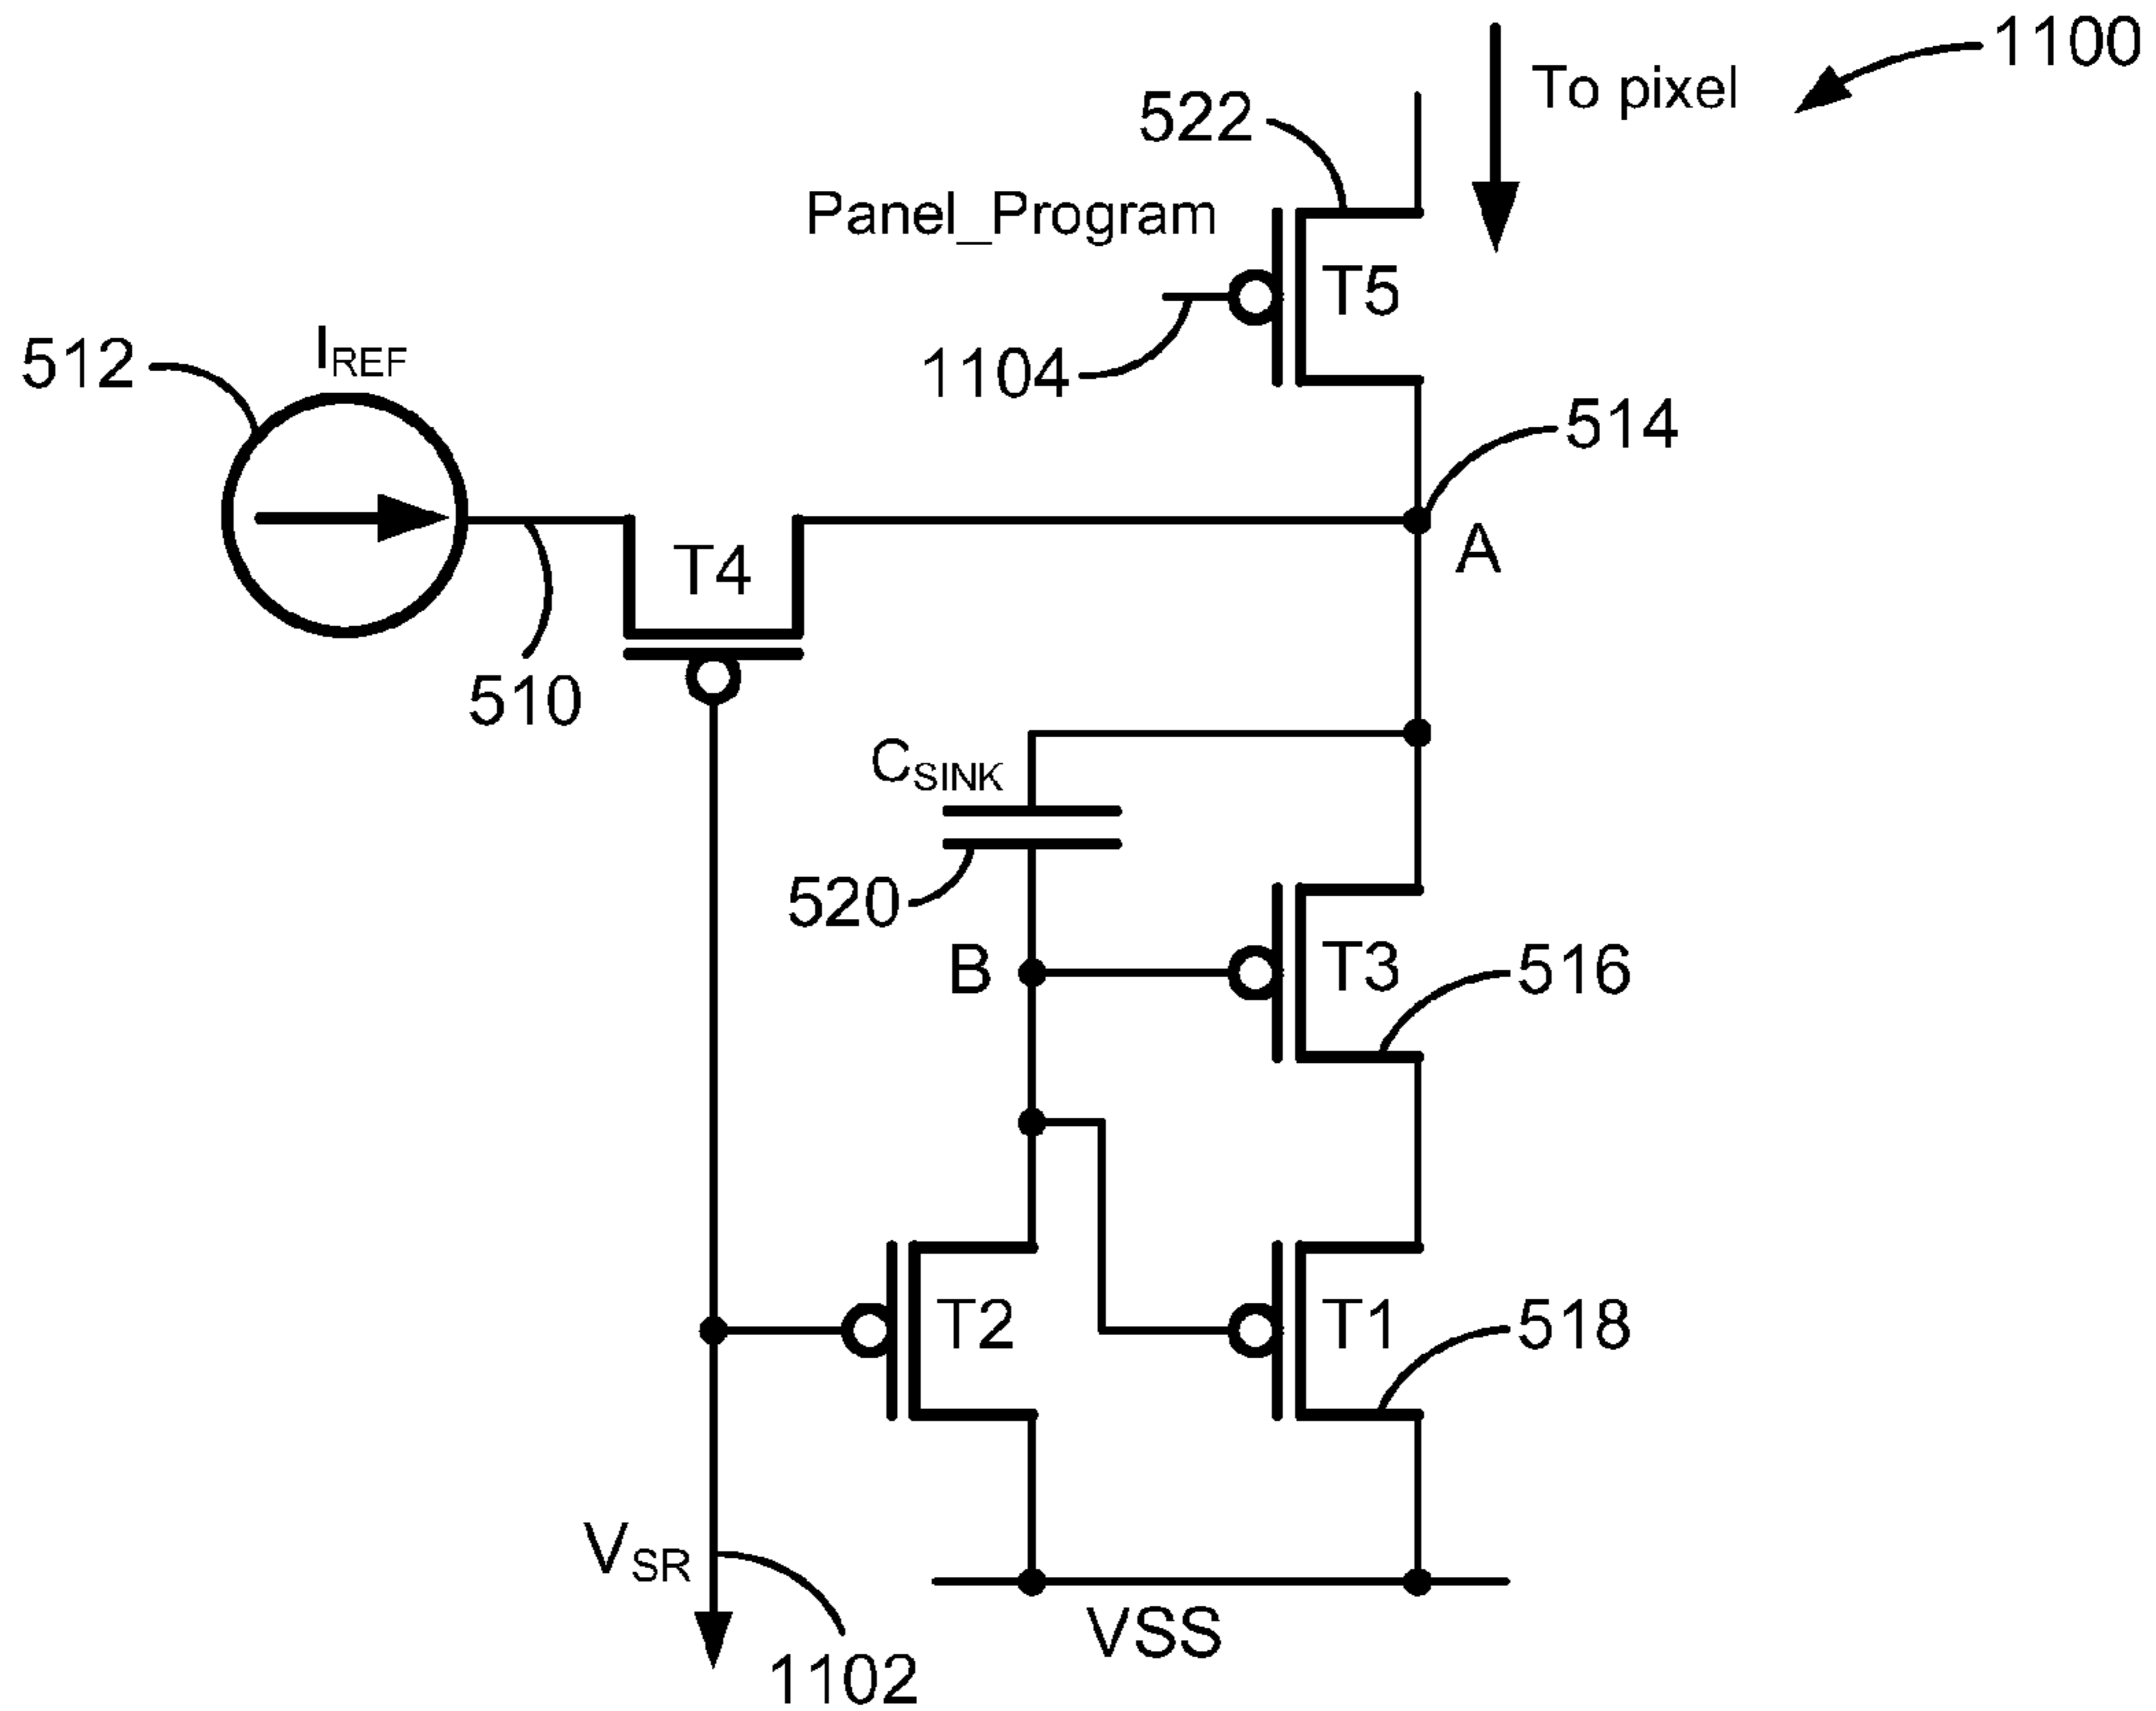 1100
To pixel
522
Panel_Program
T5
1104
512
IREF
514
A
T4
510
CSINK
520
B
T3
516
T2
T1
518
VSR
VSS
1102